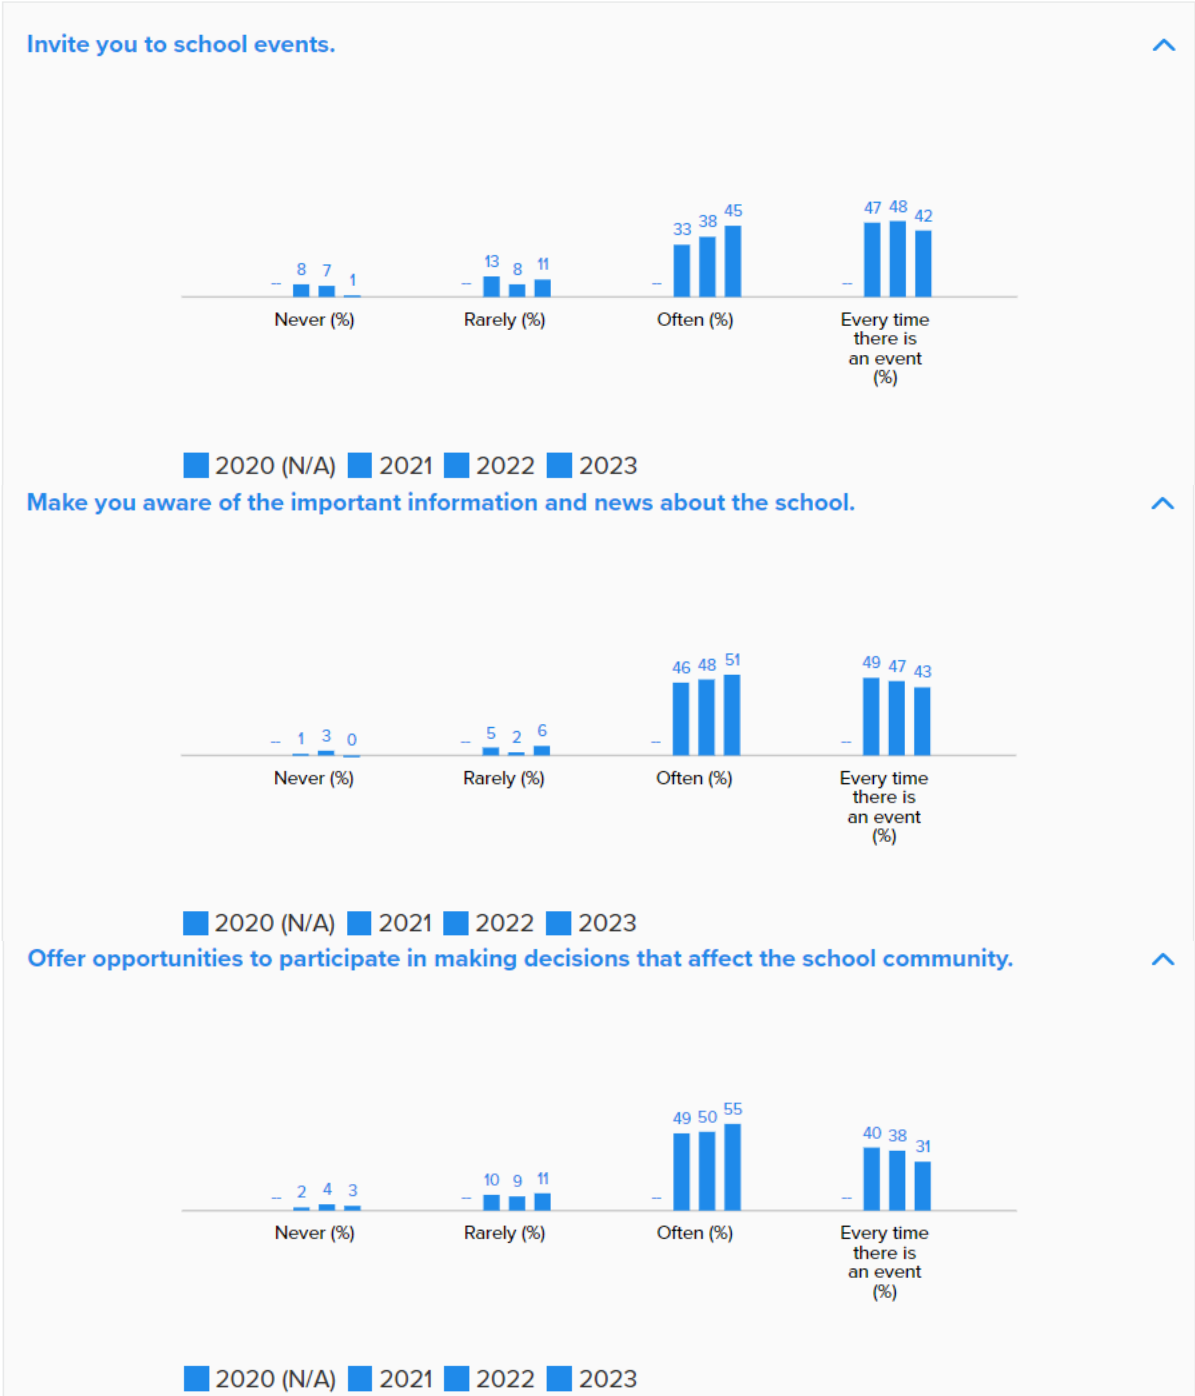 Invite you to school events.
-- 8 7 1
-- 13 8 11
-- 33 38 45
-- 47 48 42
Never (%)
Rarely (%)
Often (%)
Every time
there is
an event
(%)
2020 (N/A) 2021 2022 2023
Make you aware of the important information and news about the school.
-- 1 3 0
-- 5 2 6
-- 46 48 51
-- 49 47 43
Never (%)
Rarely (%)
Often (%)
Every time
there is
an event
(%)
2020 (N/A) 2021 2022 2023
Offer opportunities to participate in making decisions that affect the school community.
-- 2 4 3
-- 10 9 11
-- 49 50 55
-- 40 38 31
Never (%)
Rarely (%)
Often (%)
Every time
there is
an event
(%)
2020 (N/A) 2021 2022 2023